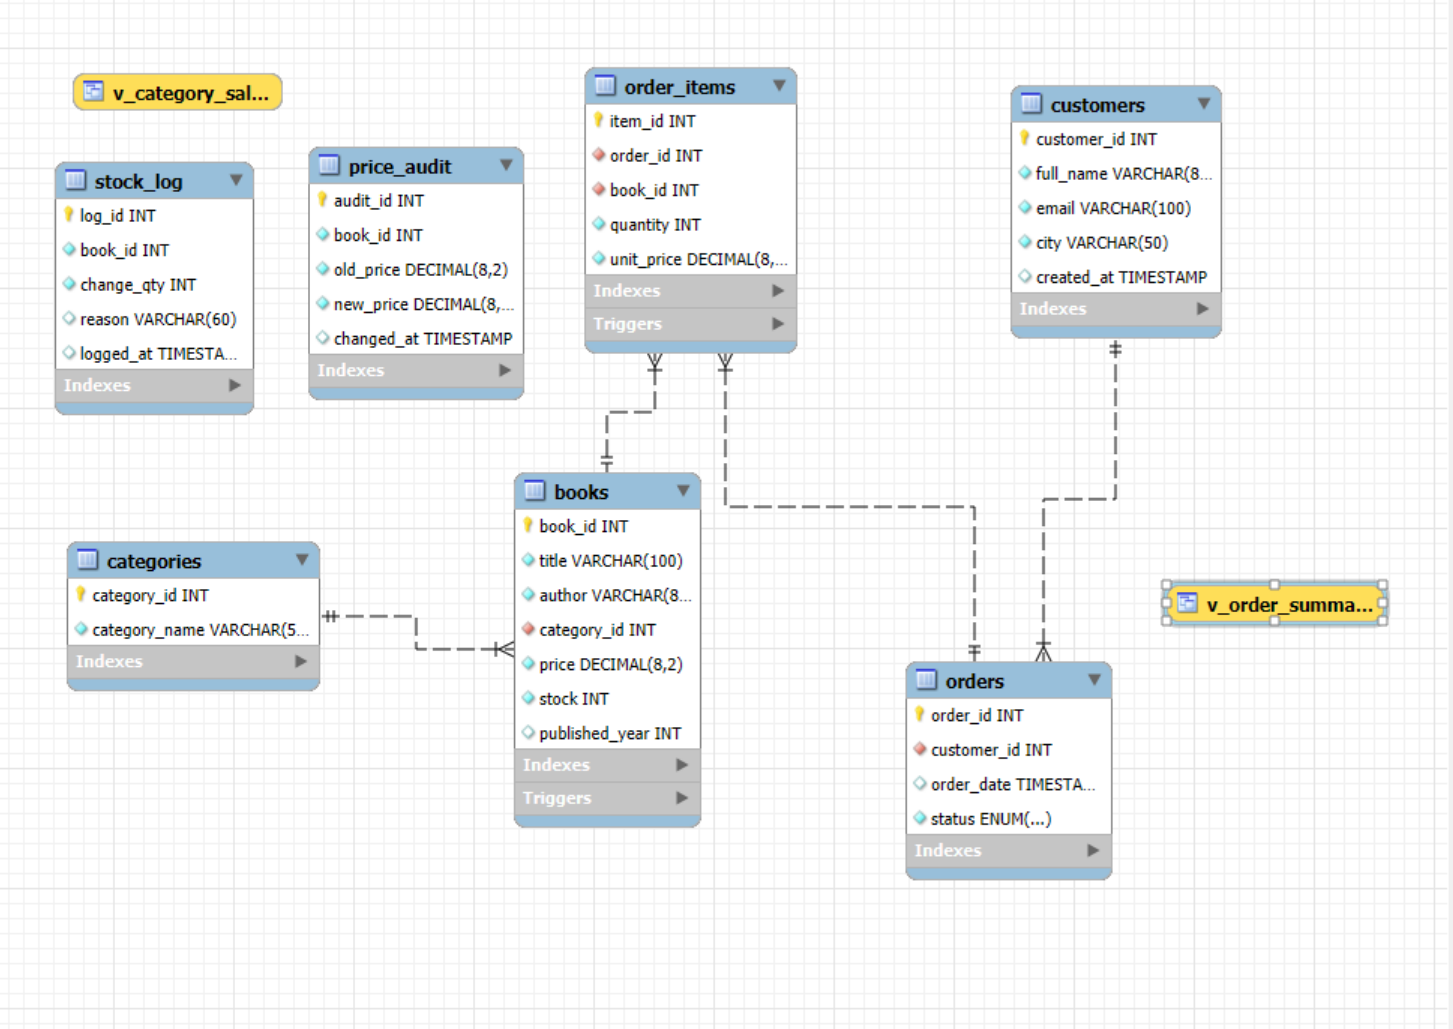 v_category_sal...
stock_log
log_id INT
book_id INT
change_qty INT
reason VARCHAR(60)
logged_at TIMESTA...
Indexes
price_audit
audit_id INT
book_id INT
old_price DECIMAL(8,2)
new_price DECIMAL(8,...
changed_at TIMESTAMP
Indexes
order_items
item_id INT
order_id INT
book_id INT
quantity INT
unit_price DECIMAL(8,...
Indexes
Triggers
customers
customer_id INT
full_name VARCHAR(8...
email VARCHAR(100)
city VARCHAR(50)
created_at TIMESTAMP
Indexes
categories
category_id INT
category_name VARCHAR(5...
Indexes
books
book_id INT
title VARCHAR(100)
author VARCHAR(8...
category_id INT
price DECIMAL(8,2)
stock INT
published_year INT
Indexes
Triggers
orders
order_id INT
customer_id INT
order_date TIMESTA...
status ENUM(...)
Indexes
v_order_summa...